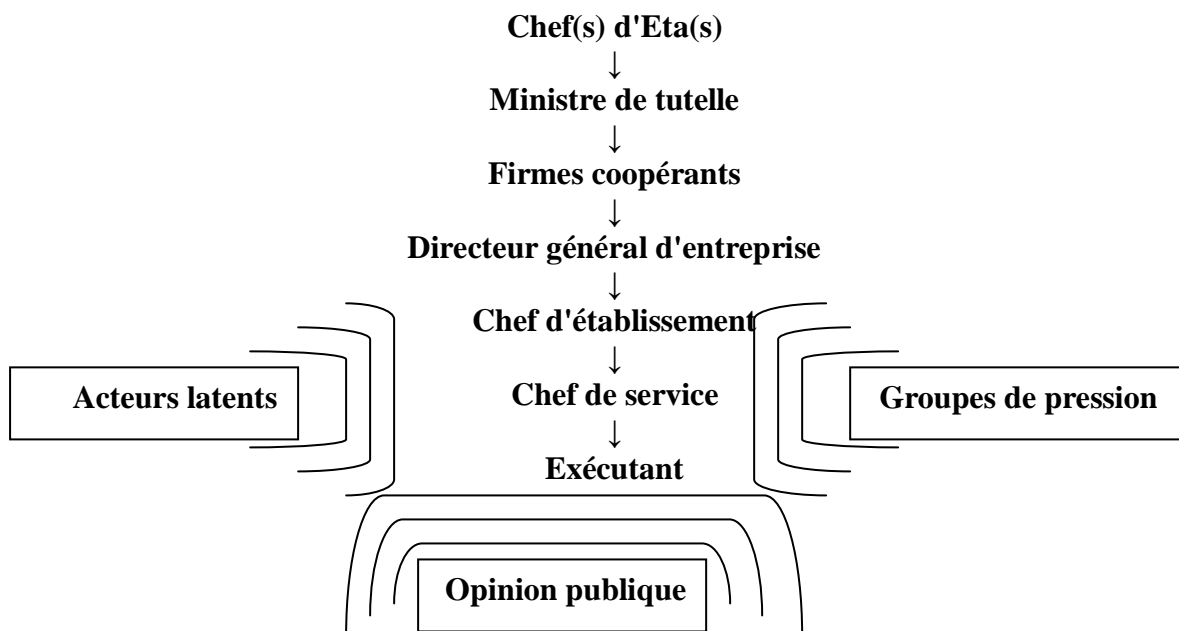 Chef(s) d'Eta(s)
↓
Ministre de tutelle
↓
Firmes coopérants
↓
Directeur général d'entreprise
↓
Chef d'établissement
↓
Acteurs latents
Chef de service
Groupes de pression
↓
Exécutant
Opinion publique